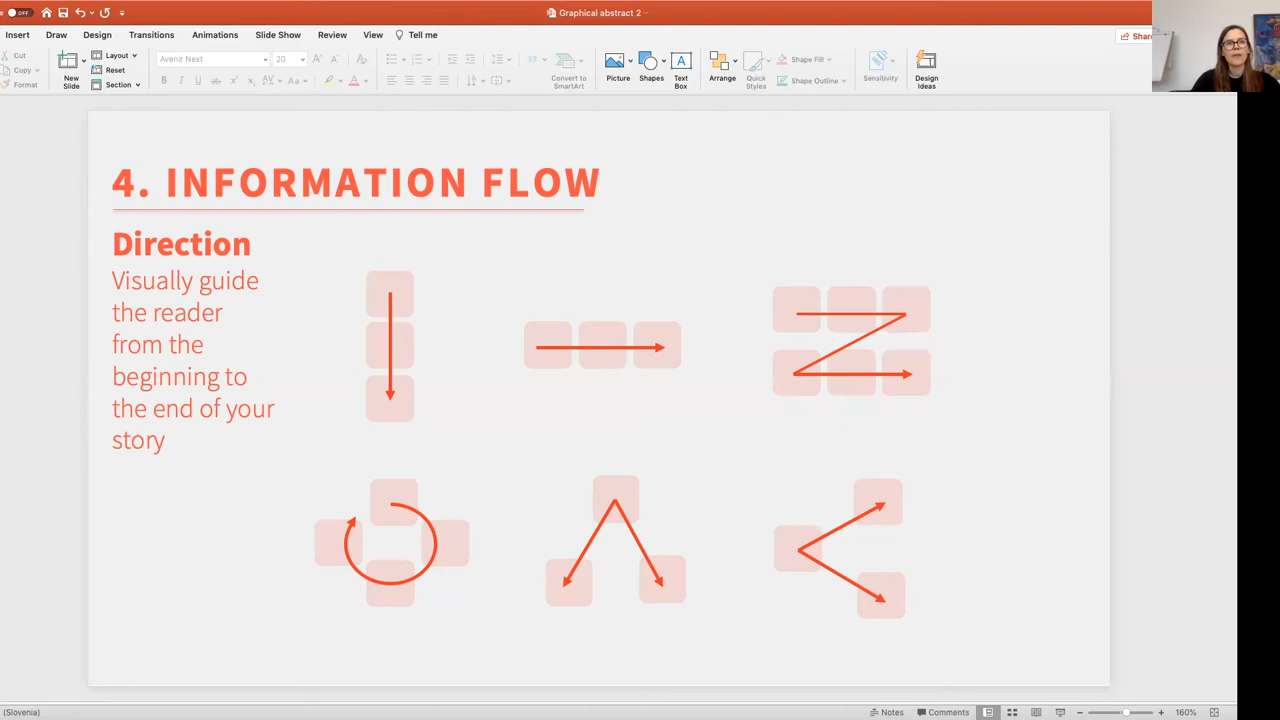 OFF
Graphical abstract 2
Insert Draw Design Transitions Animations Slide Show Review View Tell me
Cut
Copy
Format
New Slide
Layout
Reset
Section
Avenir Next
20
Convert to SmartArt
Picture
Shapes
Text Box
Arrange
Quick Styles
Shape Fill
Shape Outline
Sensitivity
Design Ideas
4. INFORMATION FLOW
Direction
Visually guide
the reader
from the
beginning to
the end of your
story
(Slovenia)
Notes
Comments
160%